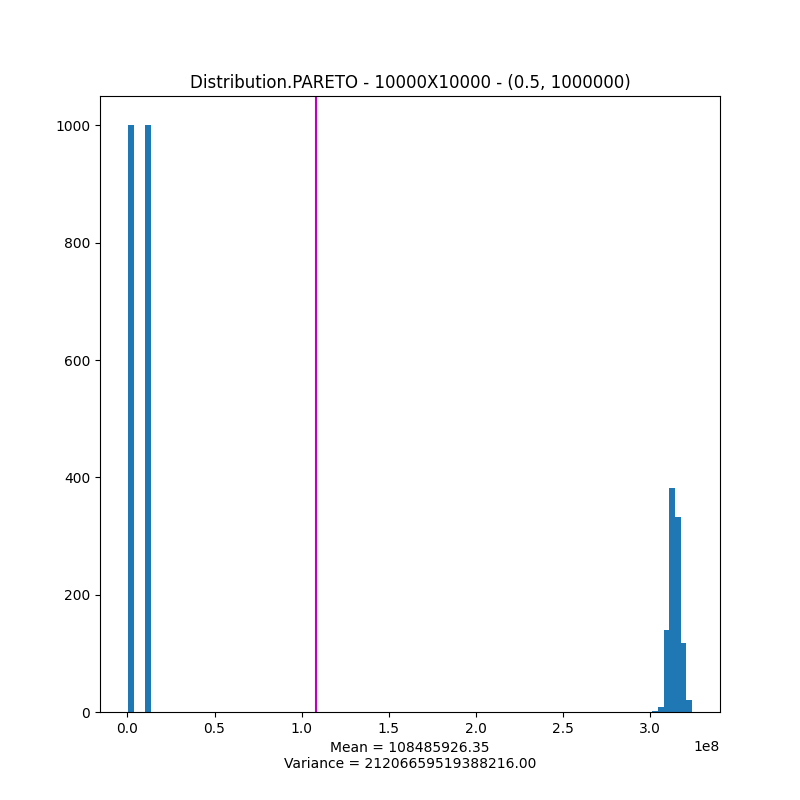 Distribution.PARETO - 10000X10000 - (0.5, 1000000)
1000
800
600
400
200
0
0.0 0.5 1.0 1.5 2.0 2.5 3.0
1e8
Mean = 108485926.35
Variance = 21206659519388216.00